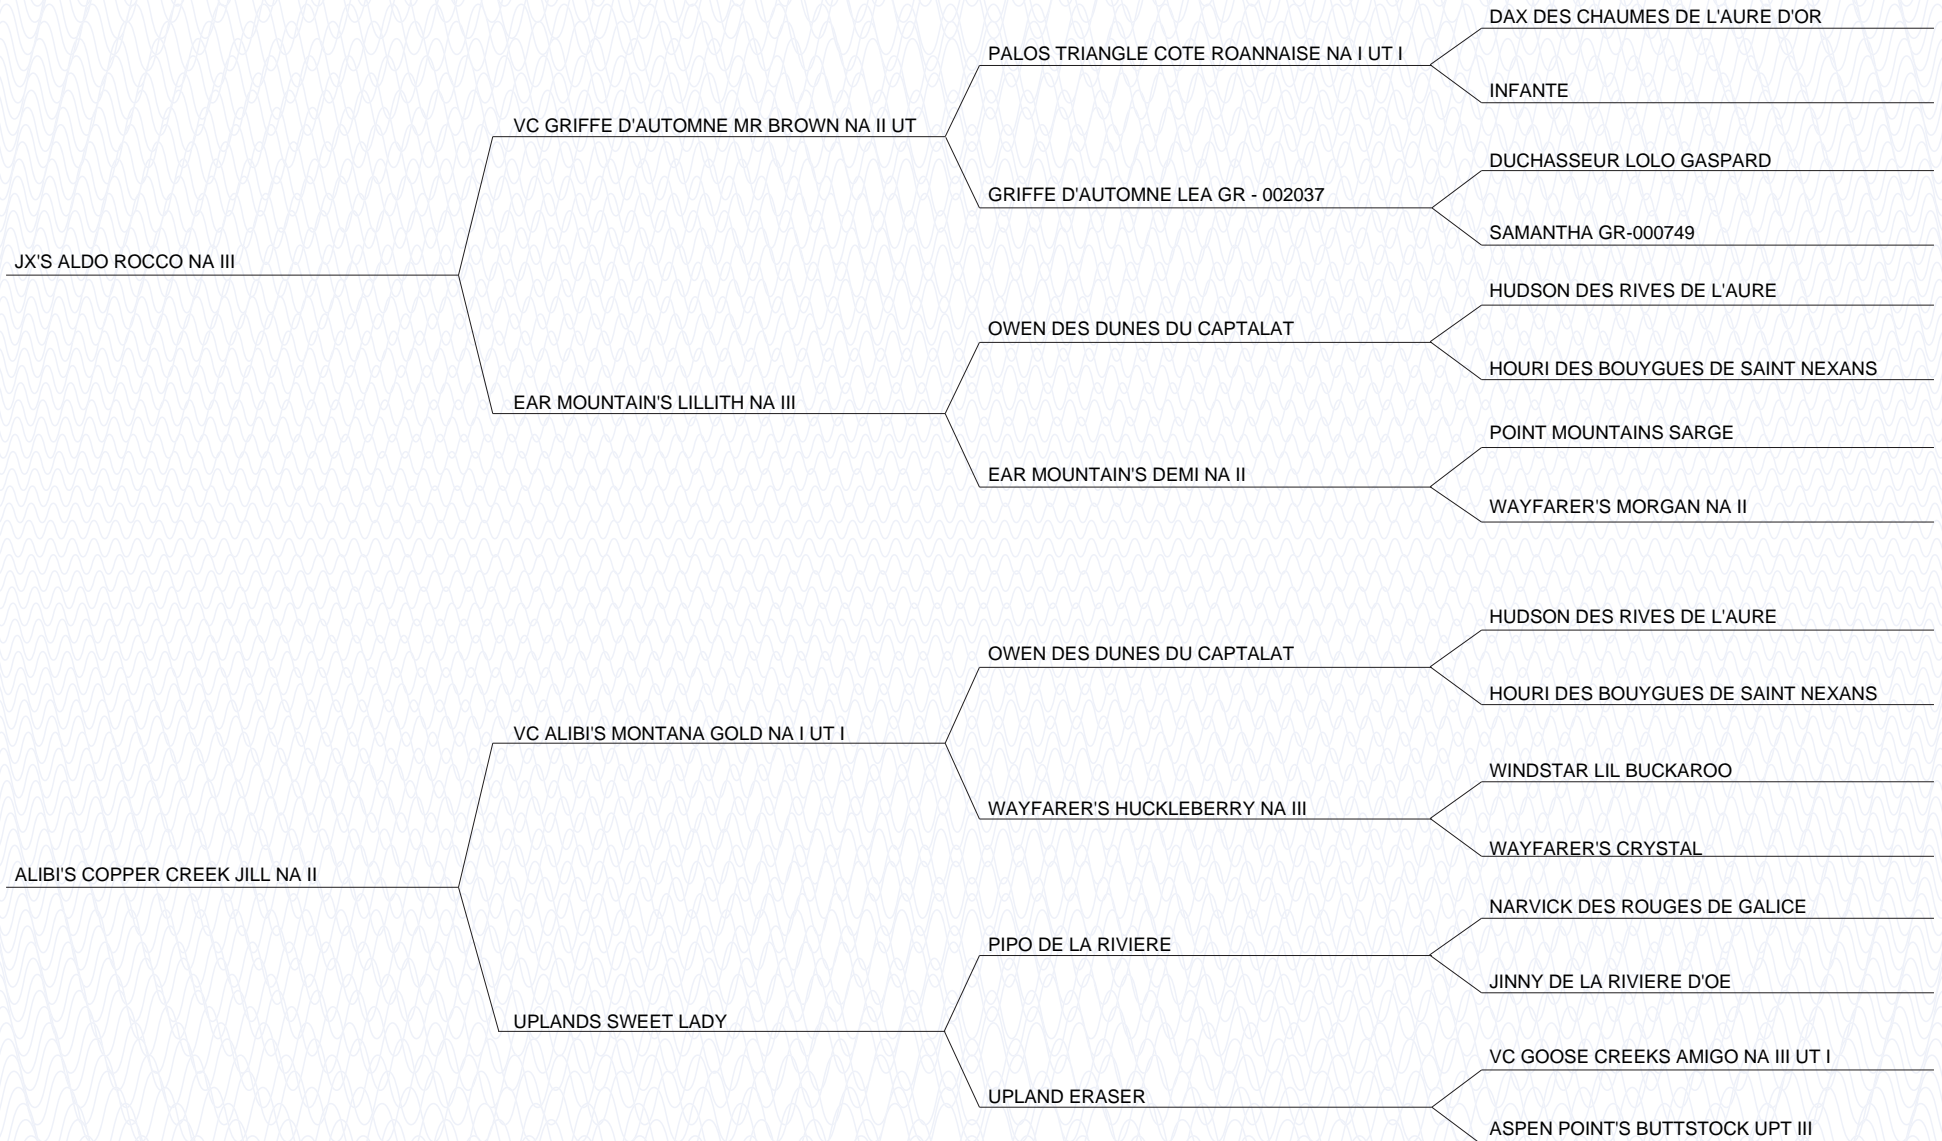 DAX DES CHAUMES DE L'AURE D'OR
PALOS TRIANGLE COTE ROANNAISE NA I UT I
INFANTE
VC GRIFFE D'AUTOMNE MR BROWN NA II UT
DUCHASSEUR LOLO GASPARD
GRIFFE D'AUTOMNE LEA GR - 002037
SAMANTHA GR-000749
JX'S ALDO ROCCO NA III
HUDSON DES RIVES DE L'AURE
OWEN DES DUNES DU CAPTALAT
HOURI DES BOUYGUES DE SAINT NEXANS
EAR MOUNTAIN'S LILLITH NA III
POINT MOUNTAINS SARGE
EAR MOUNTAIN'S DEMI NA II
WAYFARER'S MORGAN NA II
HUDSON DES RIVES DE L'AURE
OWEN DES DUNES DU CAPTALAT
HOURI DES BOUYGUES DE SAINT NEXANS
VC ALIBI'S MONTANA GOLD NA I UT I
WINDSTAR LIL BUCKAROO
WAYFARER'S HUCKLEBERRY NA III
WAYFARER'S CRYSTAL
ALIBI'S COPPER CREEK JILL NA II
NARVICK DES ROUGES DE GALICE
PIPO DE LA RIVIERE
JINNY DE LA RIVIERE D'OE
UPLANDS SWEET LADY
VC GOOSE CREEKS AMIGO NA III UT I
UPLAND ERASER
ASPEN POINT'S BUTTSTOCK UPT III